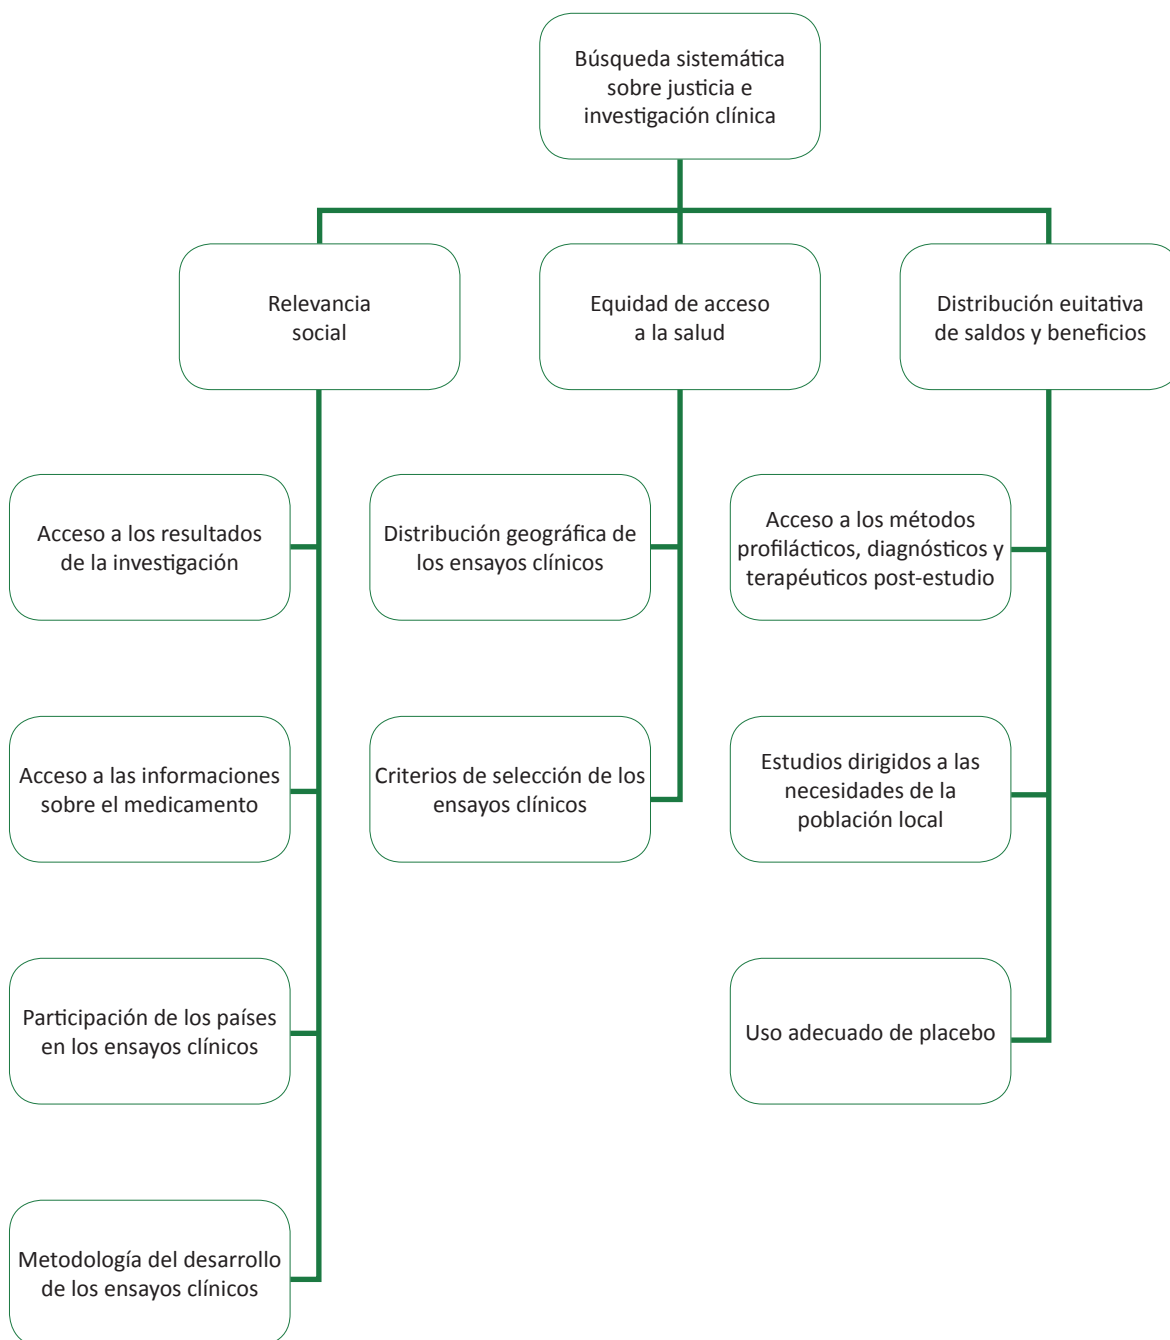 Búsqueda sistemática
sobre justicia e
investigación clínica
Relevancia
social
Equidad de acceso
a la salud
Distribución euitativa
de saldos y beneficios
Acceso a los resultados
de la investigación
Distribución geográfica de
los ensayos clínicos
Acceso a los métodos
profilácticos, diagnósticos y
terapéuticos post-estudio
Acceso a las informaciones
sobre el medicamento
Criterios de selección de los
ensayos clínicos
Estudios dirigidos a las
necesidades de la
población local
Participación de los países
en los ensayos clínicos
Uso adecuado de placebo
Metodología del desarrollo
de los ensayos clínicos